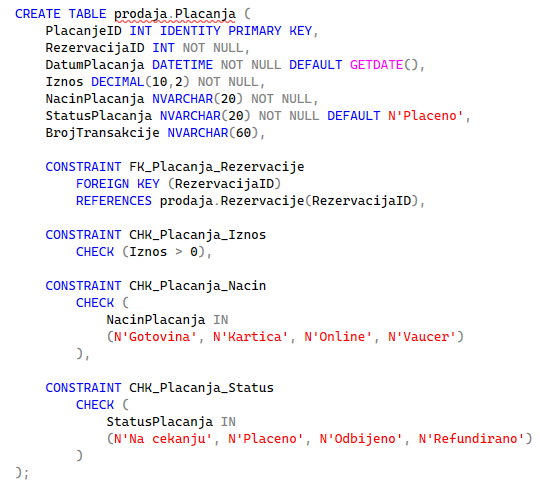 CREATE TABLE prodaja.Placanja (
    PlacanjeID INT IDENTITY PRIMARY KEY,
    RezervacijaID INT NOT NULL,
    DatumPlacanja DATETIME NOT NULL DEFAULT GETDATE(),
    Iznos DECIMAL(10,2) NOT NULL,
    NacinPlacanja NVARCHAR(20) NOT NULL,
    StatusPlacanja NVARCHAR(20) NOT NULL DEFAULT N'Placeno',
    BrojTransakcije NVARCHAR(60),

    CONSTRAINT FK_Placanja_Rezervacije
        FOREIGN KEY (RezervacijaID)
        REFERENCES prodaja.Rezervacije(RezervacijaID),

    CONSTRAINT CHK_Placanja_Iznos
        CHECK (Iznos > 0),

    CONSTRAINT CHK_Placanja_Nacin
        CHECK (
            NacinPlacanja IN
            (N'Gotovina', N'Kartica', N'Online', N'Vaucer')
        ),

    CONSTRAINT CHK_Placanja_Status
        CHECK (
            StatusPlacanja IN
            (N'Na cekanju', N'Placeno', N'Odbijeno', N'Refundirano')
        )
);